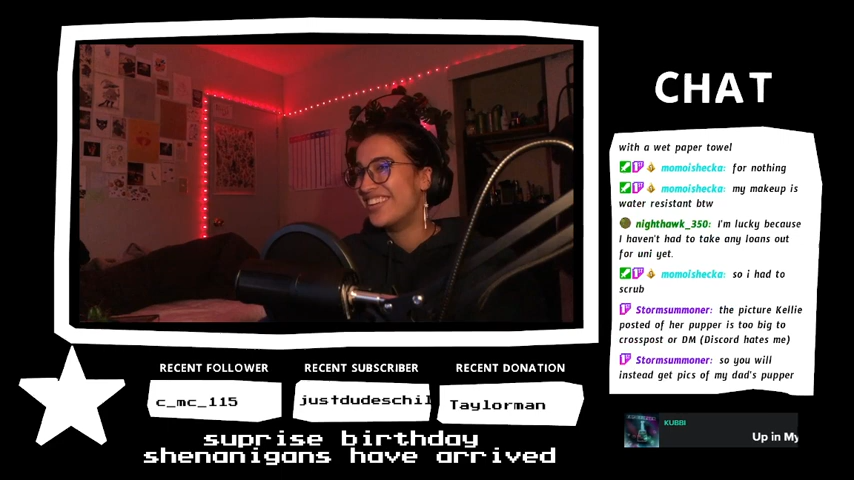 CHAT
with a wet paper towel
momoishecka: for nothing
momoishecka: my makeup is
water resistant btw
nighthawk_350: I'm lucky because
I haven't had to take any loans out
for uni yet.
momoishecka: so i had to
scrub
Stormsummoner: the picture Kellie
posted of her pupper is too big to
crosspost or DM (Discord hates me)
Stormsummoner: so you will
instead get pics of my dad's pupper
RECENT FOLLOWER
RECENT SUBSCRIBER
RECENT DONATION
c_mc_115
justdudeschil
Taylorman
suprise birthday
shenanigans have arrived
KUBBI
Up in My